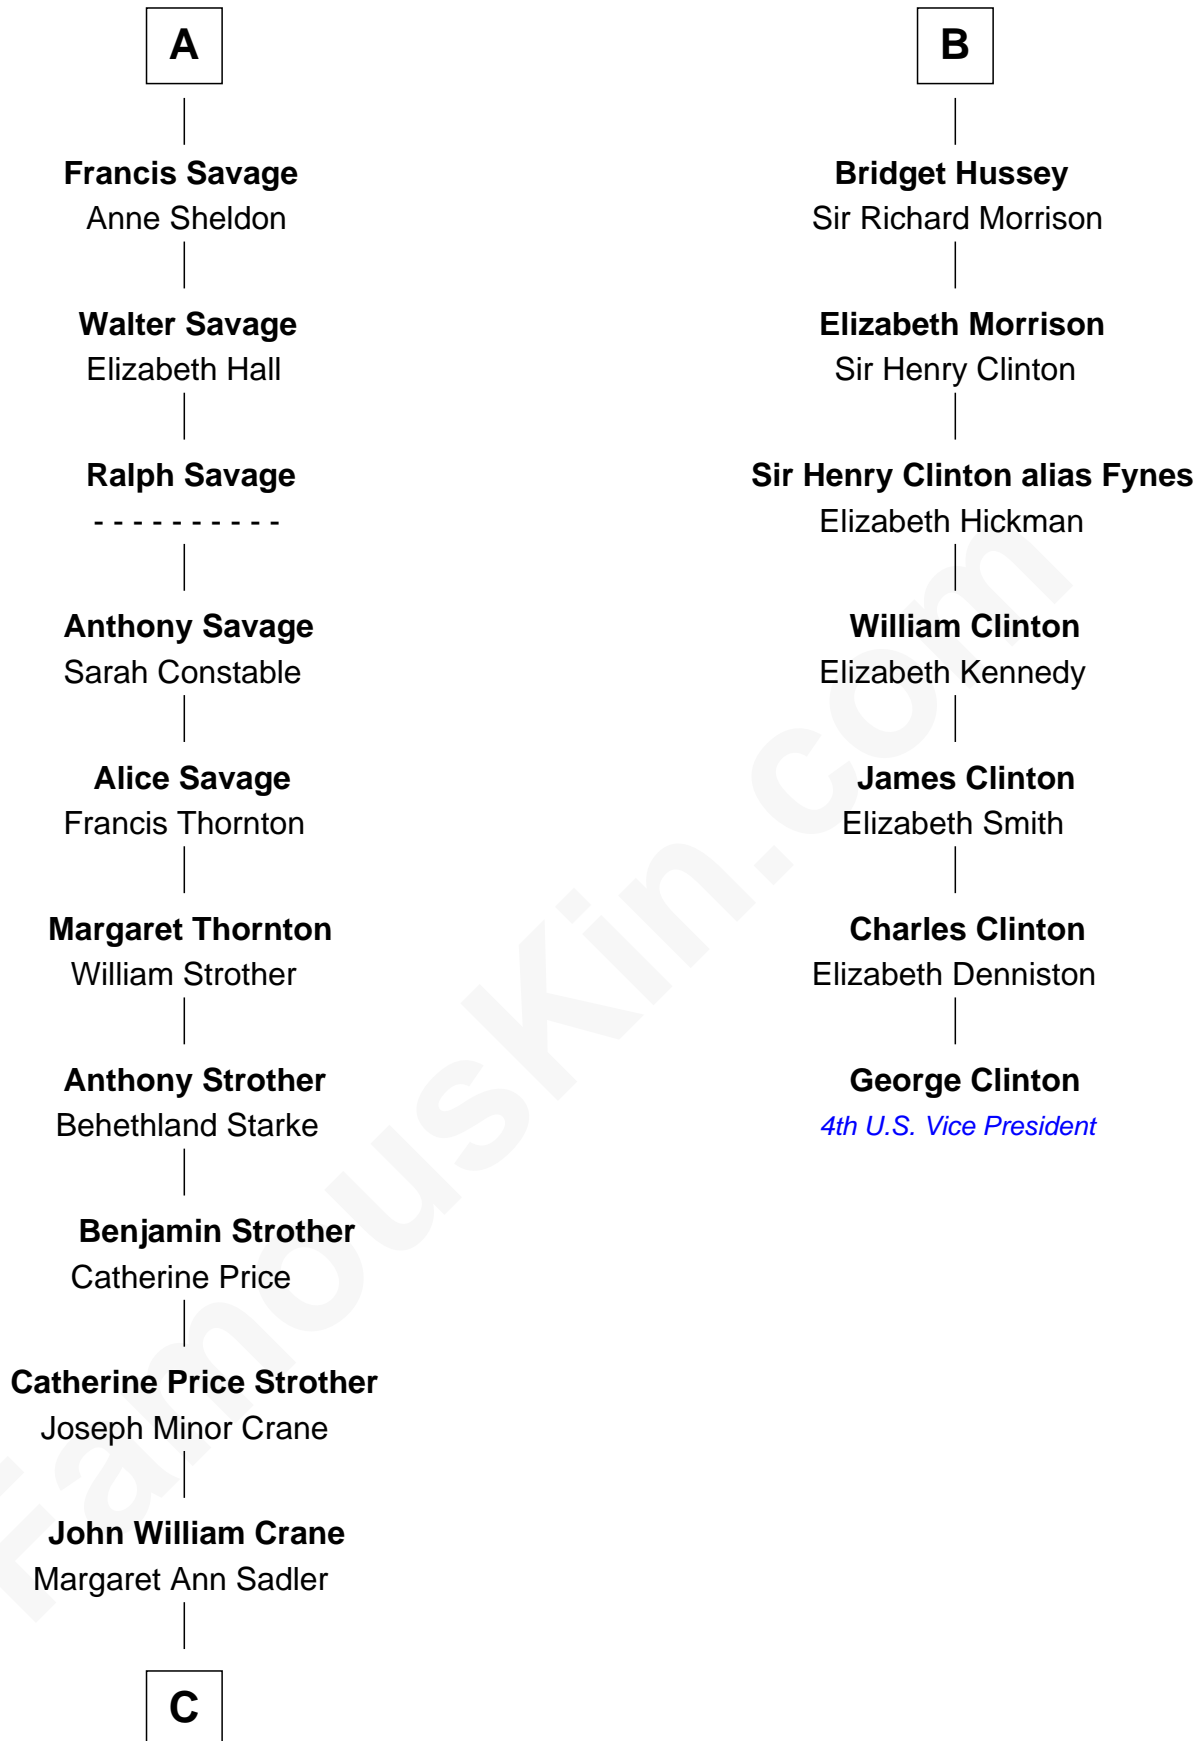 A
Francis Savage
Anne Sheldon
Walter Savage
Elizabeth Hall
Ralph Savage
- - - - - - - - - -
Anthony Savage
Sarah Constable
Alice Savage
Francis Thornton
Margaret Thornton
William Strother
Anthony Strother
Behethland Starke
Benjamin Strother
Catherine Price
Catherine Price Strother
Joseph Minor Crane
John William Crane
Margaret Ann Sadler
C
B
Bridget Hussey
Sir Richard Morrison
Elizabeth Morrison
Sir Henry Clinton
Sir Henry Clinton alias Fynes
Elizabeth Hickman
William Clinton
Elizabeth Kennedy
James Clinton
Elizabeth Smith
Charles Clinton
Elizabeth Denniston
George Clinton
4th U.S. Vice President
FamousKin.com